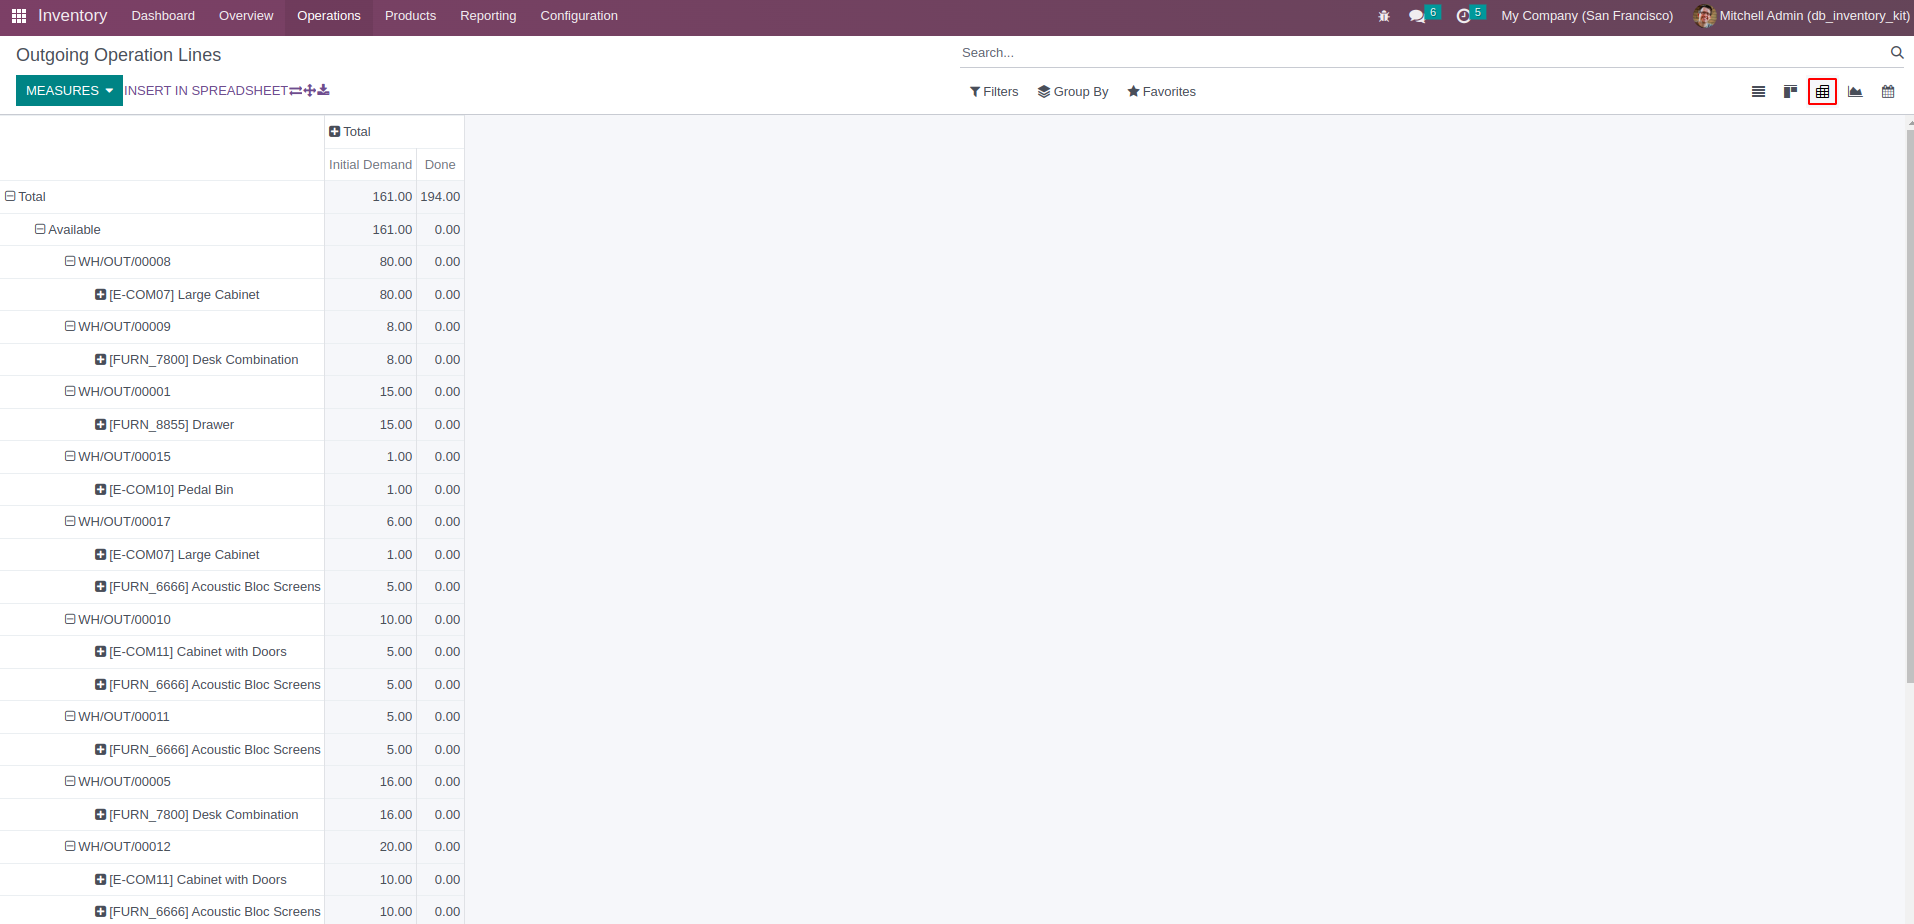 Inventory Dashboard Overview Operations Products Reporting Configuration 6 5 My Company (San Francisco) Mitchell Admin (db_inventory_kit)
Outgoing Operation Lines Search...
MEASURES INSERT IN SPREADSHEET Filters Group By Favorites
Total
Initial Demand Done
Total 161.00 194.00
Available 161.00 0.00
WH/OUT/00008 80.00 0.00
[E-COM07] Large Cabinet 80.00 0.00
WH/OUT/00009 8.00 0.00
[FURN_7800] Desk Combination 8.00 0.00
WH/OUT/00001 15.00 0.00
[FURN_8855] Drawer 15.00 0.00
WH/OUT/00015 1.00 0.00
[E-COM10] Pedal Bin 1.00 0.00
WH/OUT/00017 6.00 0.00
[E-COM07] Large Cabinet 1.00 0.00
[FURN_6666] Acoustic Bloc Screens 5.00 0.00
WH/OUT/00010 10.00 0.00
[E-COM11] Cabinet with Doors 5.00 0.00
[FURN_6666] Acoustic Bloc Screens 5.00 0.00
WH/OUT/00011 5.00 0.00
[FURN_6666] Acoustic Bloc Screens 5.00 0.00
WH/OUT/00005 16.00 0.00
[FURN_7800] Desk Combination 16.00 0.00
WH/OUT/00012 20.00 0.00
[E-COM11] Cabinet with Doors 10.00 0.00
[FURN_6666] Acoustic Bloc Screens 10.00 0.00